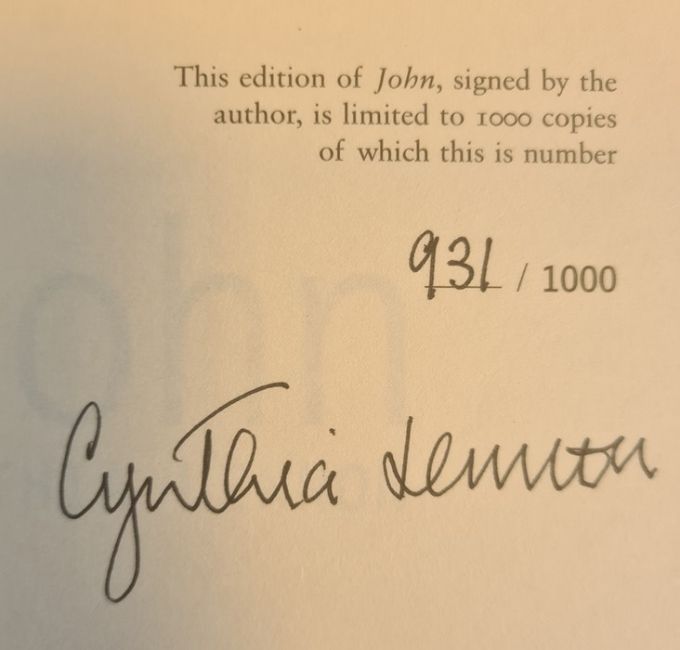 This edition of John, signed by the
author, is limited to 1000 copies
of which this is number
931 / 1000
Cynthia Lennon